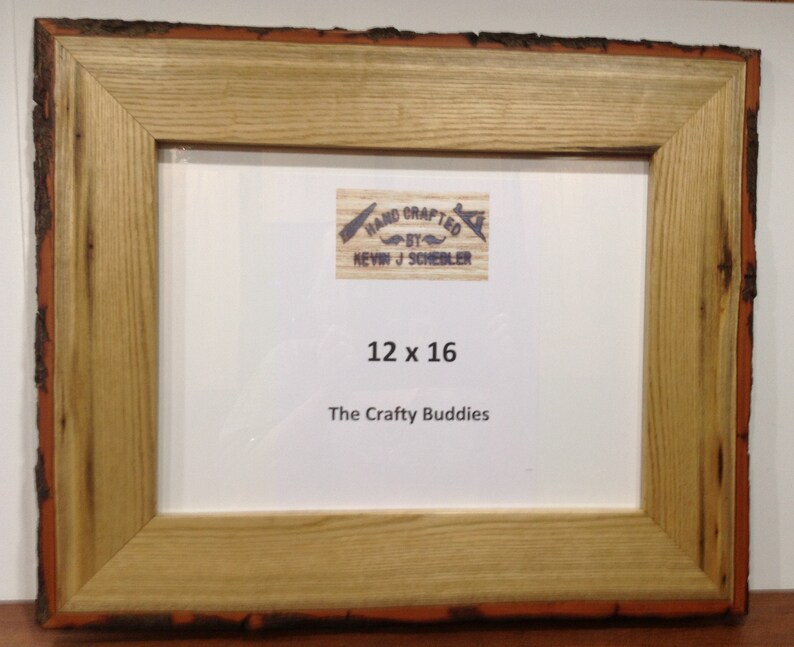 HAND CRAFTED
BY
KEVIN J SCHEBLER
12 x 16
The Crafty Buddies